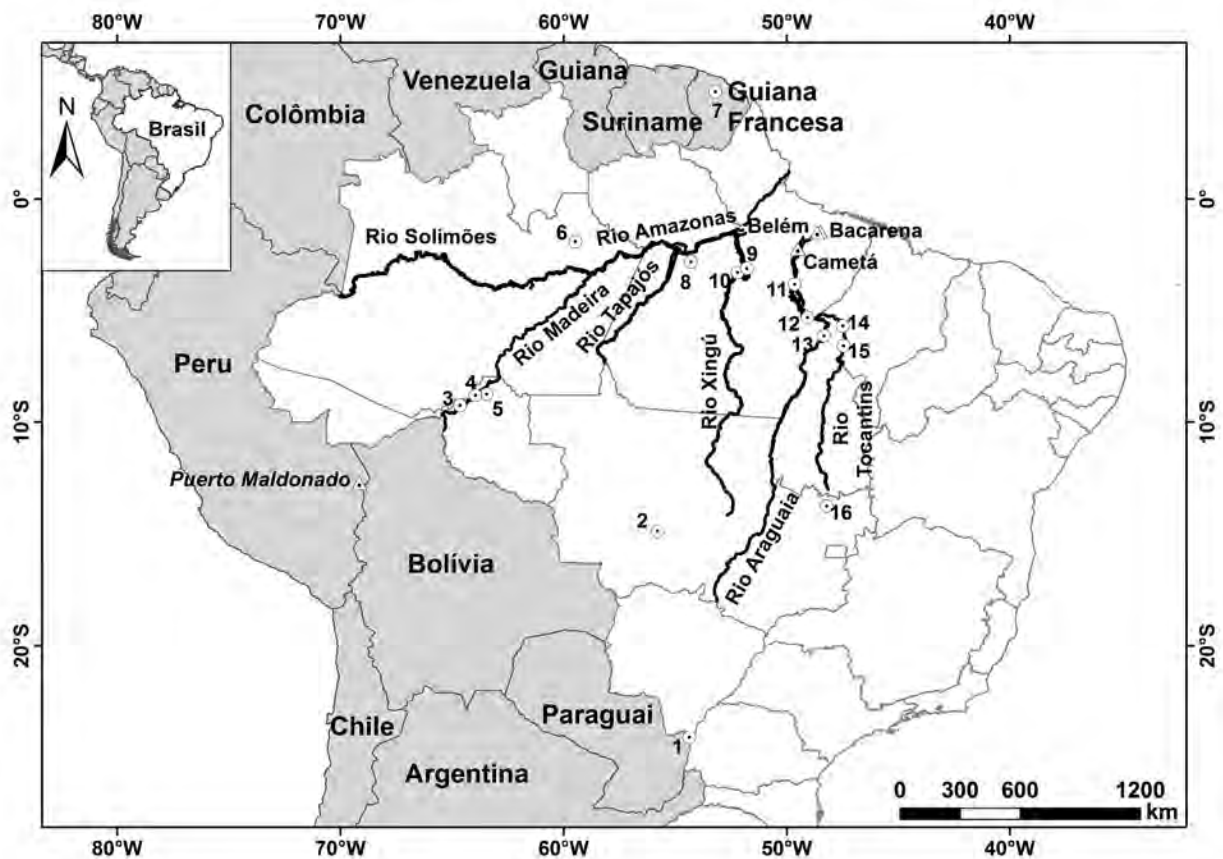 80°W 70°W 60°W 50°W 40°W
N
Brasil
Colômbia
Venezuela
Guiana
Suriname
7
Guiana
Francesa
0°
0°
Rio Solimões
6
Rio Amazonas
Belém
Bacarena
9
Cametá
8
10
11
Rio Madeira
Rio Tapajós
12
14
13
15
Peru
Rio Xingú
4
3
5
10°S
10°S
Rio
Tocantins
Puerto Maldonado
2
16
Rio Araguaia
Bolívia
20°S
20°S
Paraguai
Chile
1
Argentina
0 300 600 1200
km
80°W 70°W 60°W 50°W 40°W